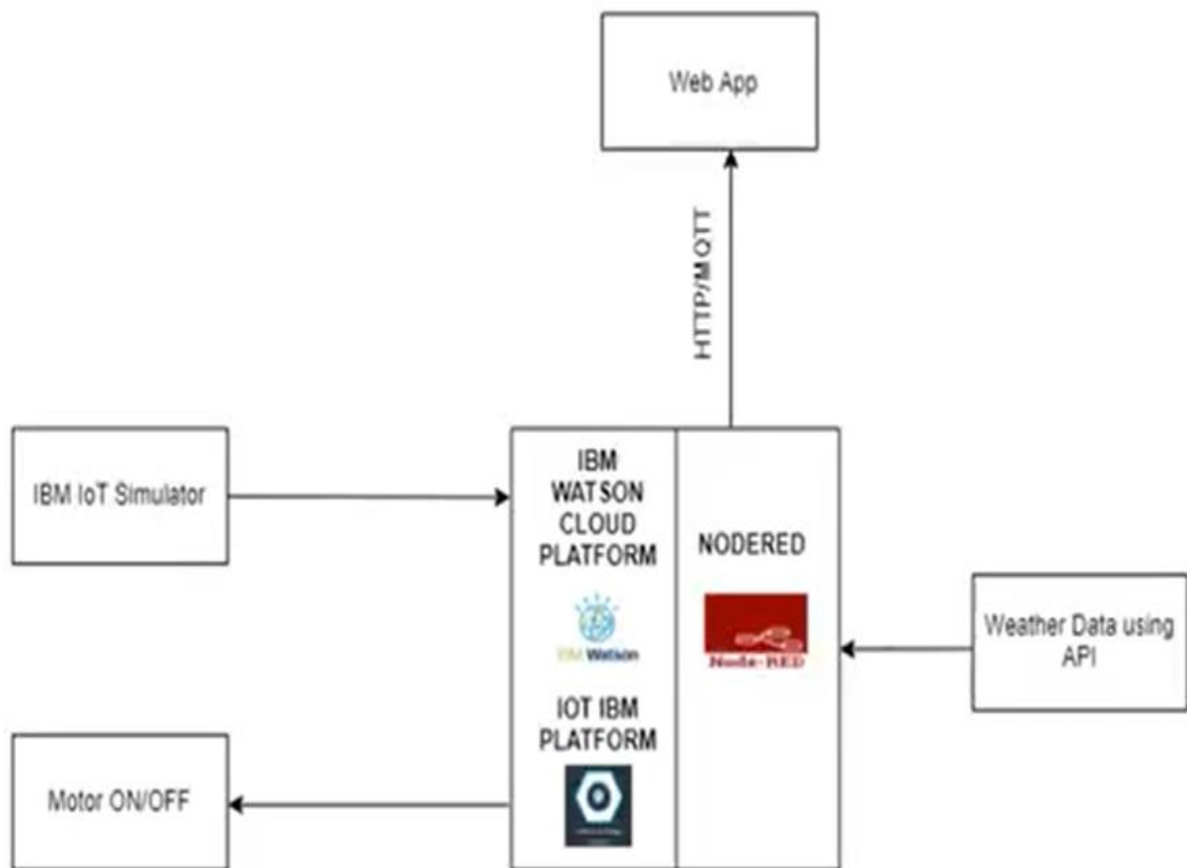 Web App
HTTP/MQTT
IBM IoT Simulator
IBM
WATSON
CLOUD
PLATFORM
NODERED
IBM Watson
Node-RED
Weather Data using
API
IOT IBM
PLATFORM
Motor ON/OFF